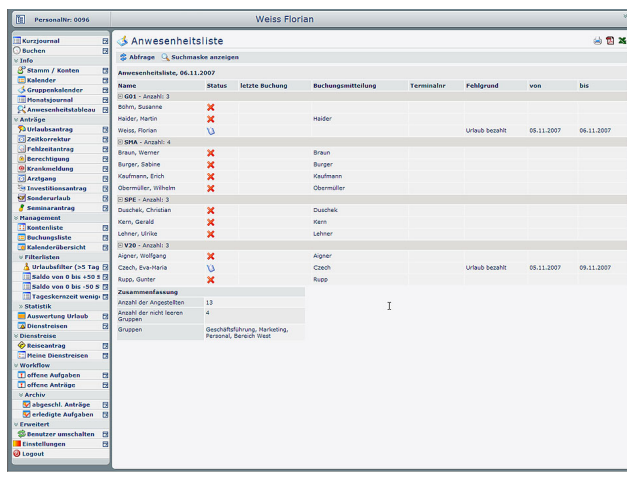 PersonalNr: 0096
Weiss Florian
Kurzjournal
Buchen
Info
Stamm / Konten
Kalender
Gruppenkalender
Monatsjournal
Anwesenheitstableau
Anträge
Urlaubsantrag
Zeitkorrektur
Fehlzeitantrag
Berechtigung
Krankmeldung
Arztgang
Investitionsantrag
Sonderurlaub
Seminarantrag
Management
Kontenliste
Buchungsliste
Kalenderübersicht
Filterlisten
Urlaubsfilter (>5 Tag
Saldo von 0 bis +50 S
Saldo von 0 bis -50 S
Tageskennzeit wenig
Statistik
Auswertung Urlaub
Dienstreisen
Dienstreise
Reiseantrag
Meine Dienstreisen
Workflow
offene Aufgaben
offene Anträge
Archiv
abgeschl. Anträge
erledigte Aufgaben
Erweitert
Benutzer umschalten
Einstellungen
Logout
Anwesenheitsliste
Abfrage Suchmaske anzeigen
Anwesenheitsliste, 06.11.2007
Name Status letzte Buchung Buchungsmitteilung Terminalnr Fehlgrund von bis
G01 - Anzahl: 3
Böhm, Susanne
Haider, Martin Haider
Weiss, Florian Urlaub bezahlt 05.11.2007 06.11.2007
SMA - Anzahl: 4
Braun, Werner Braun
Burger, Sabine Burger
Kaufmann, Erich Kaufmann
Obermüller, Wilhelm Obermüller
SPE - Anzahl: 3
Duschek, Christian Duschek
Kern, Gerald Kern
Lehner, Ulrike Lehner
V20 - Anzahl: 3
Aigner, Wolfgang Aigner
Czech, Eva-Maria Czech Urlaub bezahlt 05.11.2007 09.11.2007
Rupp, Gunter Rupp
Zusammenfassung
Anzahl der Angestellten 13
Anzahl der nicht leeren
Gruppen 4
Gruppen Geschäftsführung, Marketing,
Personal, Bereich West